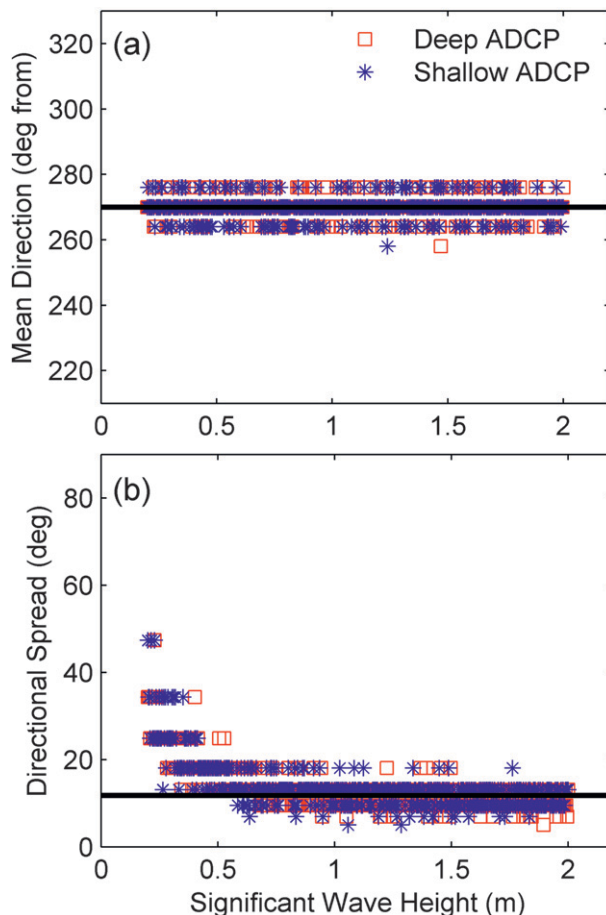 (a)
Deep ADCP
Shallow ADCP
Mean Direction (deg from)
320
300
280
260
240
220
0 0.5 1 1.5 2
(b)
Directional Spread (deg)
80
60
40
20
0
0 0.5 1 1.5 2
Significant Wave Height (m)